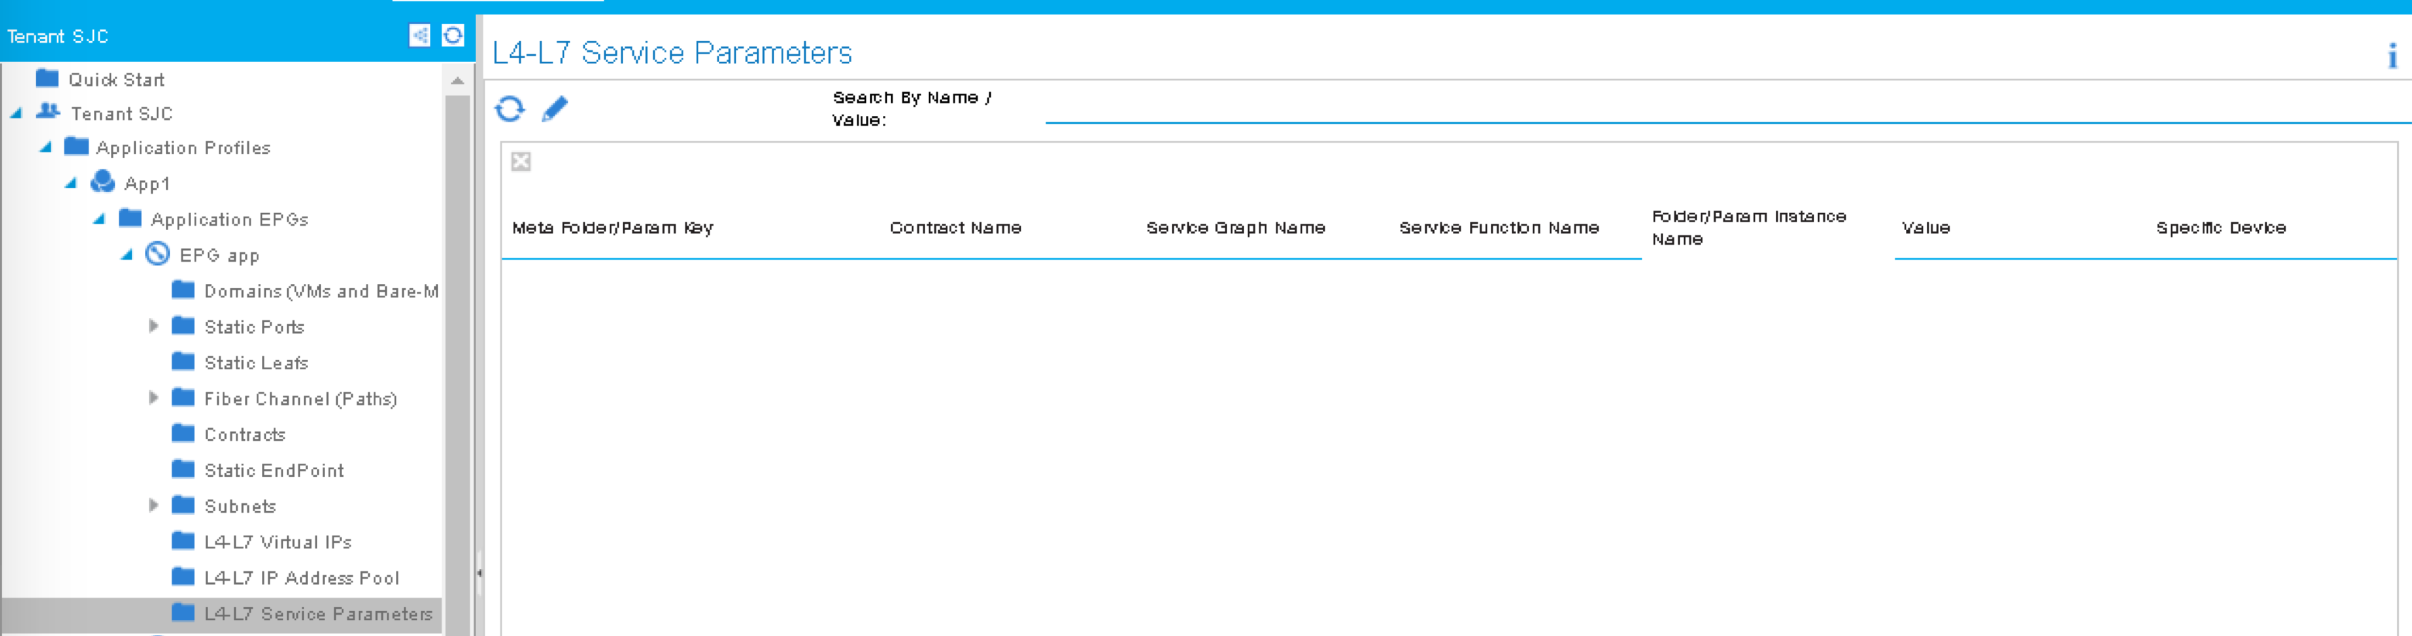 Tenant SJC
Quick Start
Tenant SJC
Application Profiles
App1
Application EPGs
EPG app
Domains (VMs and Bare-M
Static Ports
Static Leafs
Fiber Channel (Paths)
Contracts
Static EndPoint
Subnets
L4-L7 Virtual IPs
L4-L7 IP Address Pool
L4-L7 Service Parameters
L4-L7 Service Parameters
i
Search By Name /
Value:
Meta Folder/Param Key
Contract Name
Service Graph Name
Service Function Name
Folder/Param Instance
Name
Value
Specific Device